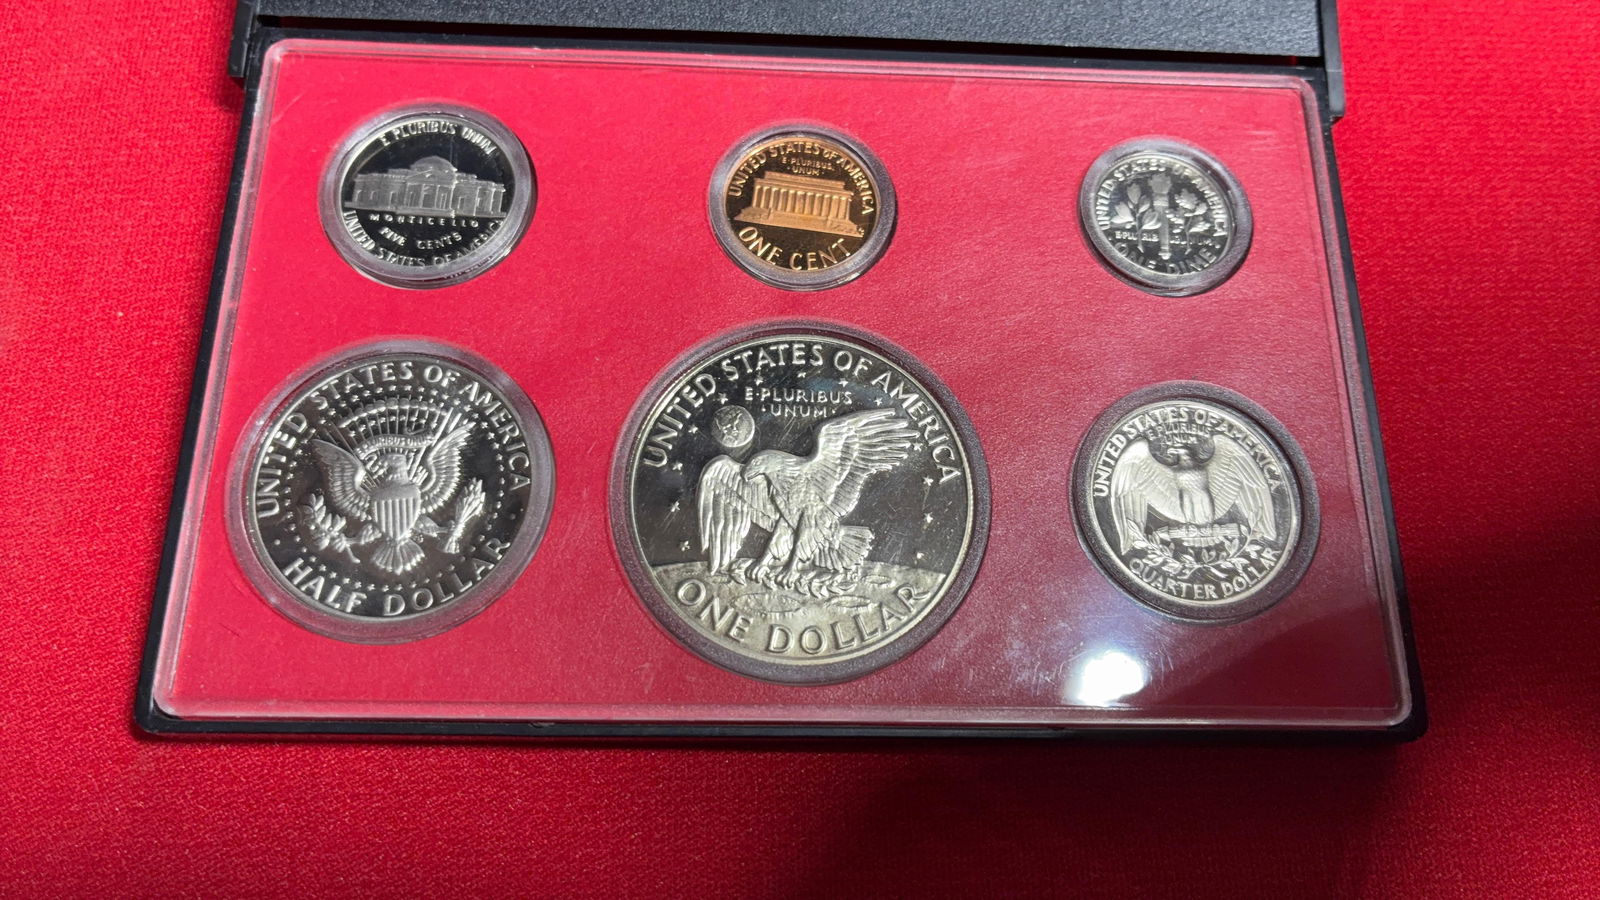 E PLURIBUS UNUM
MONTICELLO
FIVE CENTS
UNITED STATES OF AMERICA
UNITED STATES OF AMERICA
E·PLURIBUS·
·UNUM·
ONE CENT
UNITED STATES OF AMERICA
DIME
UNITED STATES OF AMERICA
PLURIBUS UNUM
HALF DOLLAR
UNITED STATES OF AMERICA
E·PLURIBUS
·UNUM·
ONE DOLLAR
UNITED STATES OF AMERICA
E·PLURIBUS
UNUM
QUARTER DOLLAR